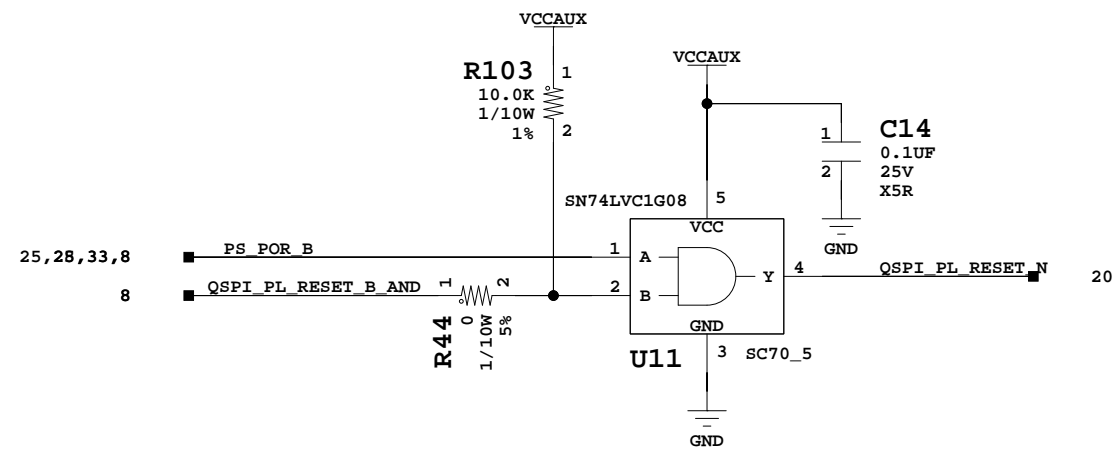 VCCAUX
R103
1
10.0K
1/10W
1%
2
VCCAUX
C14
1
0.1UF
2
25V
X5R
GND
SN74LVC1G08
5
VCC
25,28,33,8
PS_POR_B
1
A
8
QSPI_PL_RESET_B_AND
1
2
R44
0
1/10W
5%
2
B
Y
4
QSPI_PL_RESET_N
20
GND
U11
3
SC70_5
GND